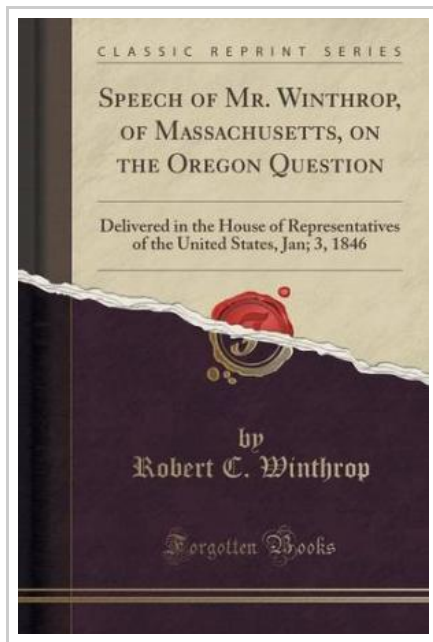 CLASSIC REPRINT SERIES
SPEECH OF MR. WINTHROP,
OF MASSACHUSETTS, ON
THE OREGON QUESTION
Delivered in the House of Representatives
of the United States, Jan; 3, 1846
by
Robert C. Winthrop
Forgotten Books